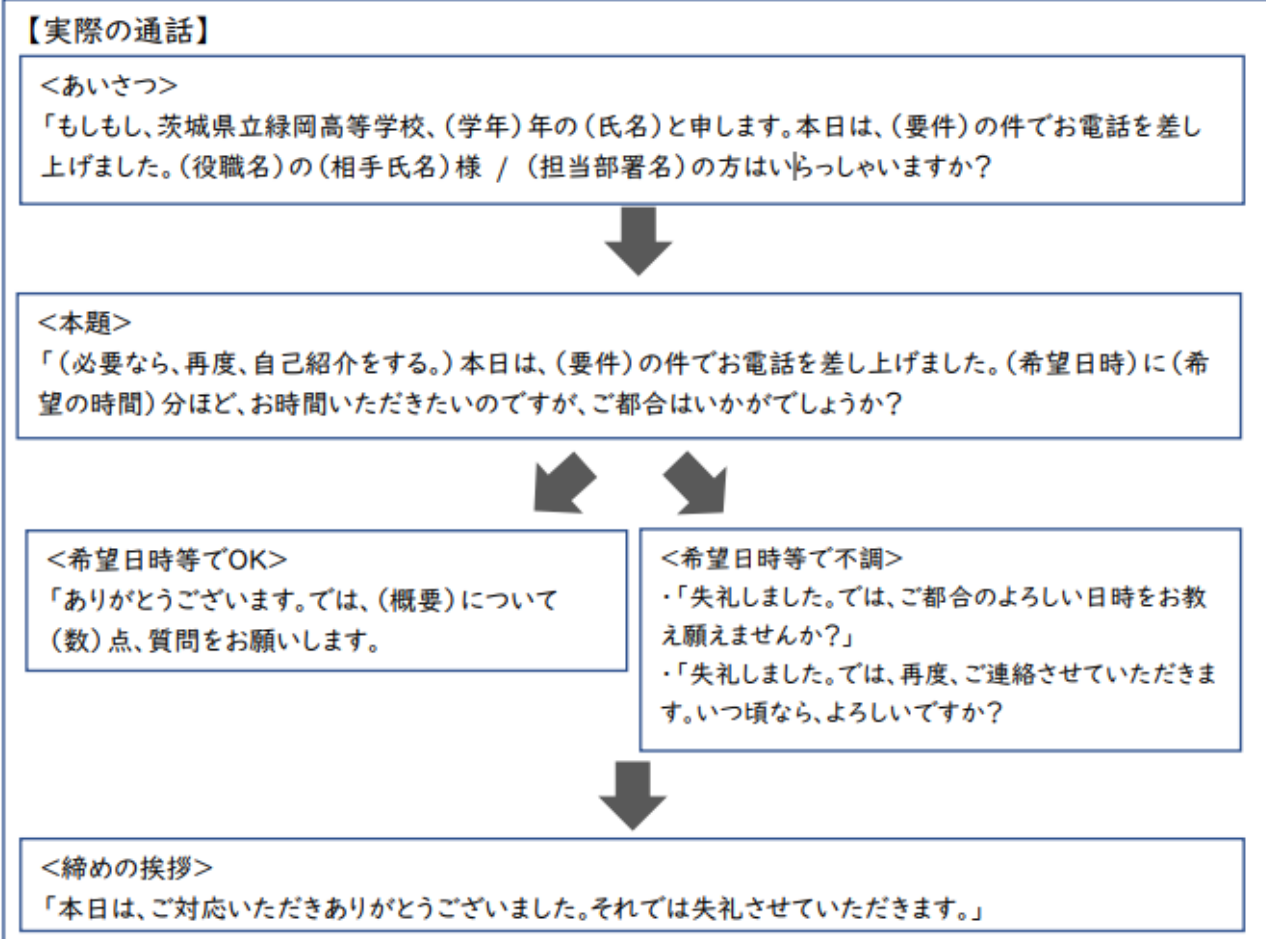 【実際の通話】
<あいさつ>
「もしもし、茨城県立緑岡高等学校、(学年)年の(氏名)と申します。本日は、(要件)の件でお電話を差し
上げました。(役職名)の(相手氏名)様 / (担当部署名)の方はいらっしゃいますか?
<本題>
「(必要なら、再度、自己紹介をする。)本日は、(要件)の件でお電話を差し上げました。(希望日時)に(希
望の時間)分ほど、お時間いただきたいのですが、ご都合はいかがでしょうか?
<希望日時等でOK>
「ありがとうございます。では、(概要)について
(数)点、質問をお願いします。
<希望日時等で不調>
・「失礼しました。では、ご都合のよろしい日時をお教
え願えませんか?」
・「失礼しました。では、再度、ご連絡させていただきま
す。いつ頃なら、よろしいですか?
<締めの挨拶>
「本日は、ご対応いただきありがとうございました。それでは失礼させていただきます。」